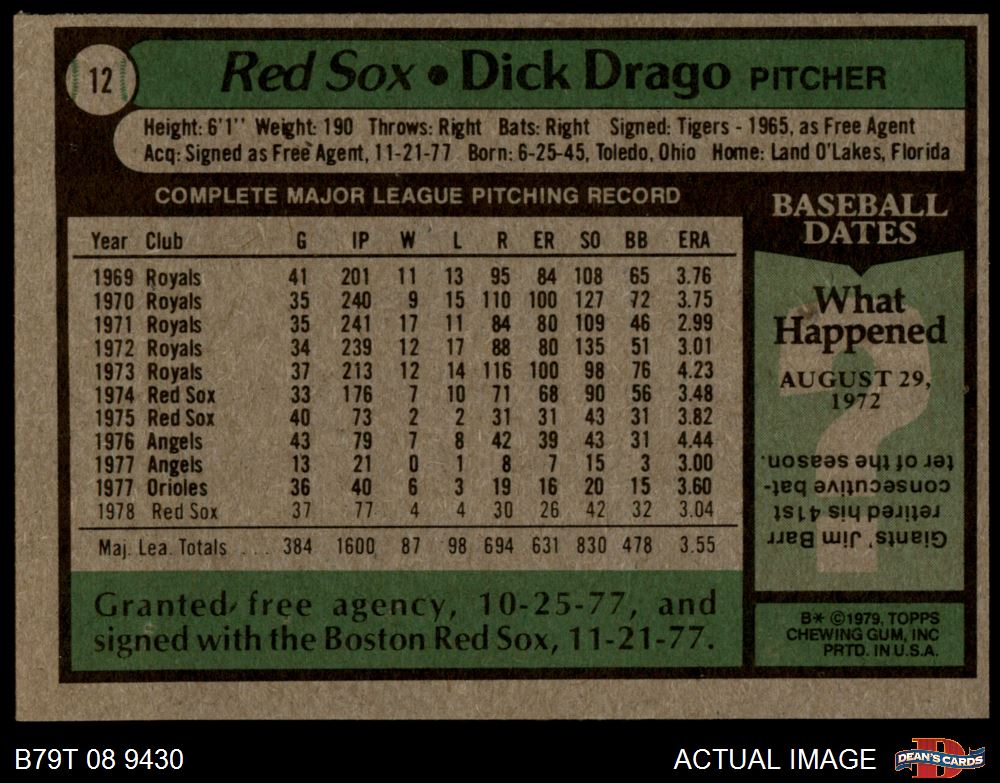 12
Red Sox • Dick Drago PITCHER
Height: 6'1'' Weight: 190 Throws: Right Bats: Right Signed: Tigers - 1965, as Free Agent
Acq: Signed as Free Agent, 11-21-77 Born: 6-25-45, Toledo, Ohio Home: Land O'Lakes, Florida
COMPLETE MAJOR LEAGUE PITCHING RECORD
Year Club G IP W L R ER SO BB ERA
1969 Royals 41 201 11 13 95 84 108 65 3.76
1970 Royals 35 240 9 15 110 100 127 72 3.75
1971 Royals 35 241 17 11 84 80 109 46 2.99
1972 Royals 34 239 12 17 88 80 135 51 3.01
1973 Royals 37 213 12 14 116 100 98 76 4.23
1974 Red Sox 33 176 7 10 71 68 90 56 3.48
1975 Red Sox 40 73 2 2 31 31 43 31 3.82
1976 Angels 43 79 7 8 42 39 43 31 4.44
1977 Angels 13 21 0 1 8 7 15 3 3.00
1977 Orioles 36 40 6 3 19 16 20 15 3.60
1978 Red Sox 37 77 4 4 30 26 42 32 3.04
Maj. Lea. Totals ... 384 1600 87 98 694 631 830 478 3.55
Granted free agency, 10-25-77, and
signed with the Boston Red Sox, 11-21-77.
BASEBALL
DATES
What
Happened
AUGUST 29,
1972
?
Giants' Jim Barr
retired his 41st
consecutive bat-
ter of the season.
B* ©1979, TOPPS
CHEWING GUM, INC
PRTD. IN U.S.A.
B79T 08 9430
ACTUAL IMAGE
D
DEAN'S CARDS